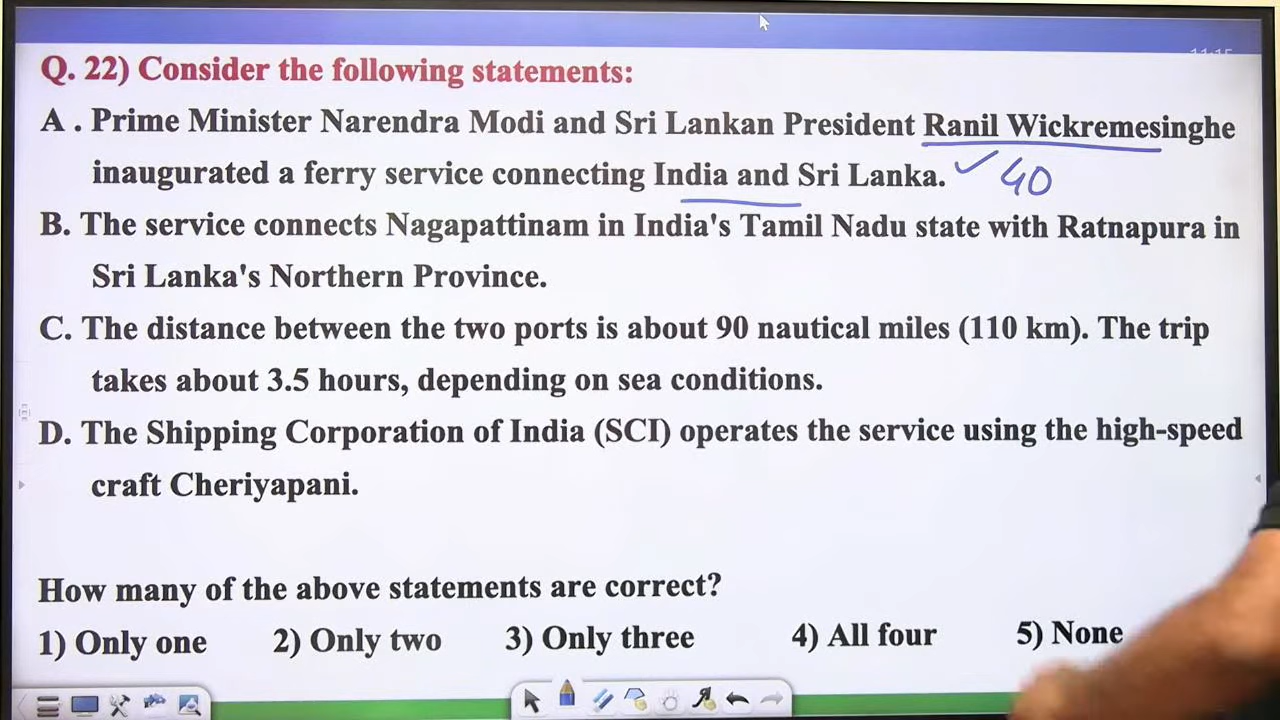 Q. 22) Consider the following statements:
A . Prime Minister Narendra Modi and Sri Lankan President Ranil Wickremesinghe
inaugurated a ferry service connecting India and Sri Lanka. ✓ 40
B. The service connects Nagapattinam in India's Tamil Nadu state with Ratnapura in
Sri Lanka's Northern Province.
C. The distance between the two ports is about 90 nautical miles (110 km). The trip
takes about 3.5 hours, depending on sea conditions.
D. The Shipping Corporation of India (SCI) operates the service using the high-speed
craft Cheriyapani.
How many of the above statements are correct?
1) Only one 2) Only two 3) Only three 4) All four 5) None